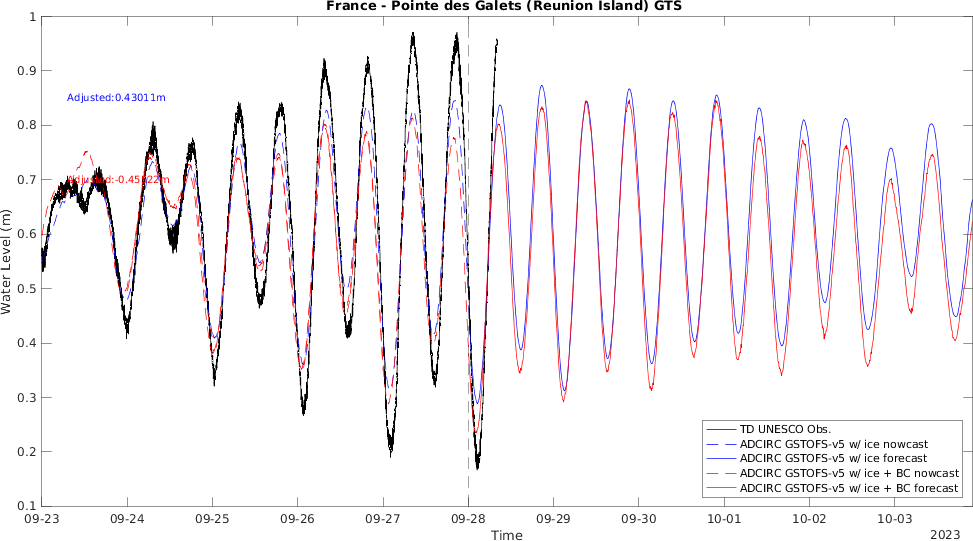 France - Pointe des Galets (Reunion Island) GTS
1
0.9
0.8
0.7
0.6
0.5
0.4
0.3
0.2
0.1
Water Level (m)
Adjusted:0.43011m
TD UNESCO Obs.
ADCIRC GSTOFS-v5 w/ ice nowcast
ADCIRC GSTOFS-v5 w/ ice forecast
ADCIRC GSTOFS-v5 w/ ice + BC nowcast
ADCIRC GSTOFS-v5 w/ ice + BC forecast
09-23 09-24 09-25 09-26 09-27 09-28 09-29 09-30 10-01 10-02 10-03
Time
2023